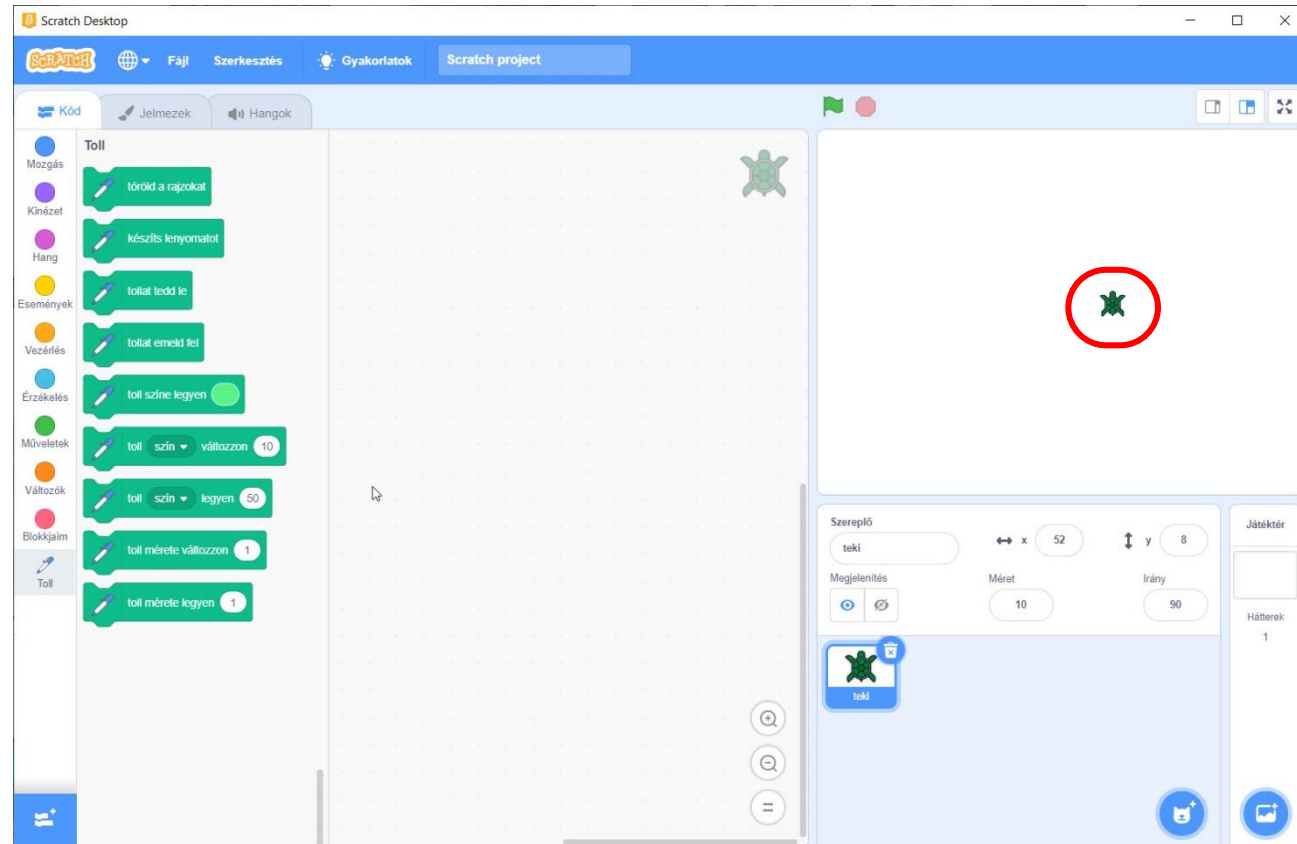 Scratch Desktop
SCRATCH Fájl Szerkesztés Gyakorlatok Scratch project
Kód Jelmezek Hangok
Mozgás
Kinézet
Hang
Események
Vezérlés
Érzékelés
Műveletek
Változók
Blokkjaim
Toll
Toll
töröld a rajzokat
készíts lenyomatot
tollat tedd le
tollat emeld fel
toll színe legyen
toll szín változzon 10
toll szín legyen 50
toll mérete változzon 1
toll mérete legyen 1
Szereplő
teki
x 52
y 8
Megjelenítés
Méret
10
Irány
90
teki
Játéktér
Hátterek
1